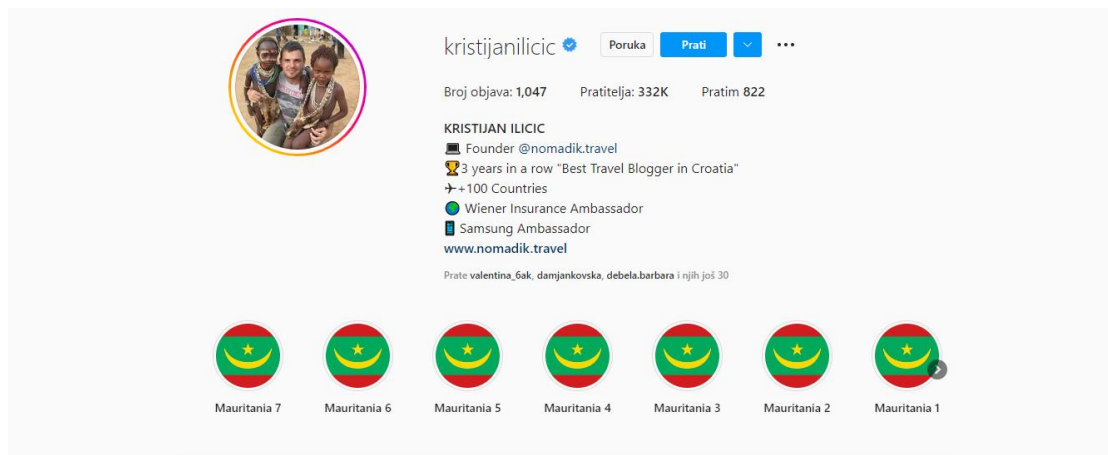 kristijanilicic Poruka Prati
Broj objava: 1,047 Pratitelja: 332K Pratim 822
KRISTIJAN ILICIC
💻 Founder @nomadik.travel
🏆3 years in a row "Best Travel Blogger in Croatia"
✈+100 Countries
🌍 Wiener Insurance Ambassador
📱 Samsung Ambassador
www.nomadik.travel
Prate valentina_6ak, damjankovska, debela.barbara i njih još 30
Mauritania 7 Mauritania 6 Mauritania 5 Mauritania 4 Mauritania 3 Mauritania 2 Mauritania 1